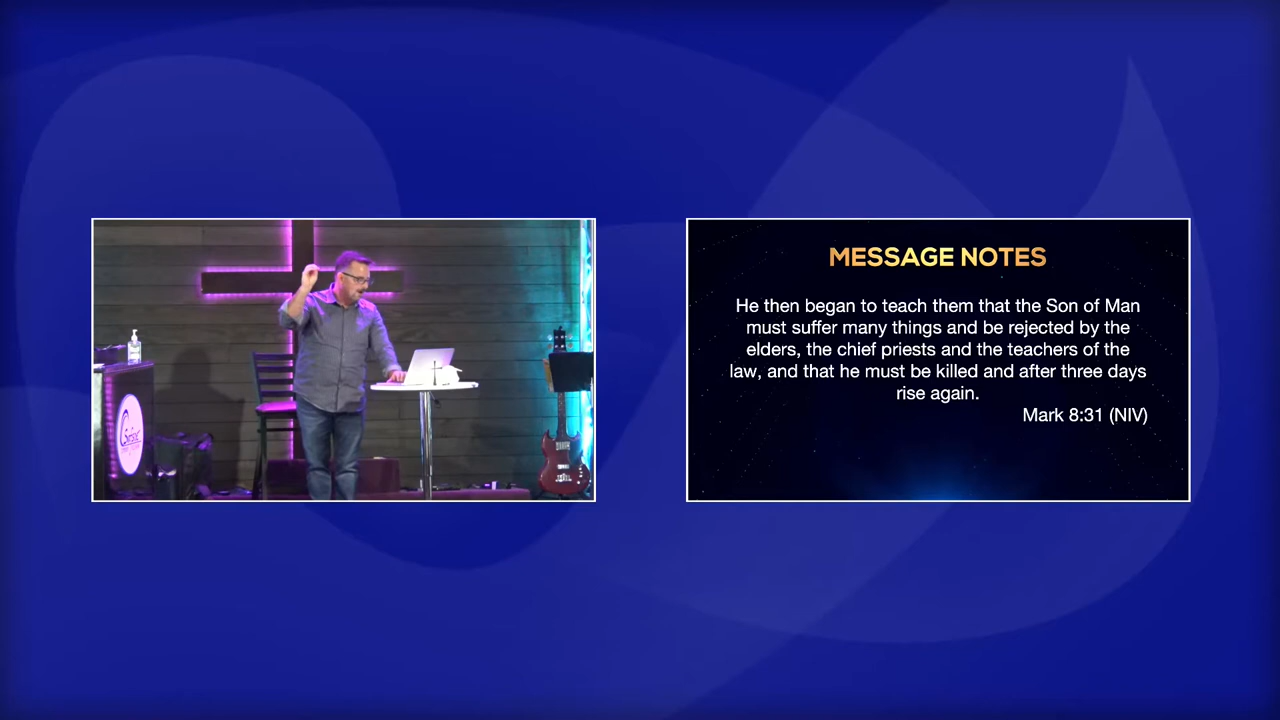 MESSAGE NOTES
He then began to teach them that the Son of Man
must suffer many things and be rejected by the
elders, the chief priests and the teachers of the
law, and that he must be killed and after three days
rise again.
Mark 8:31 (NIV)